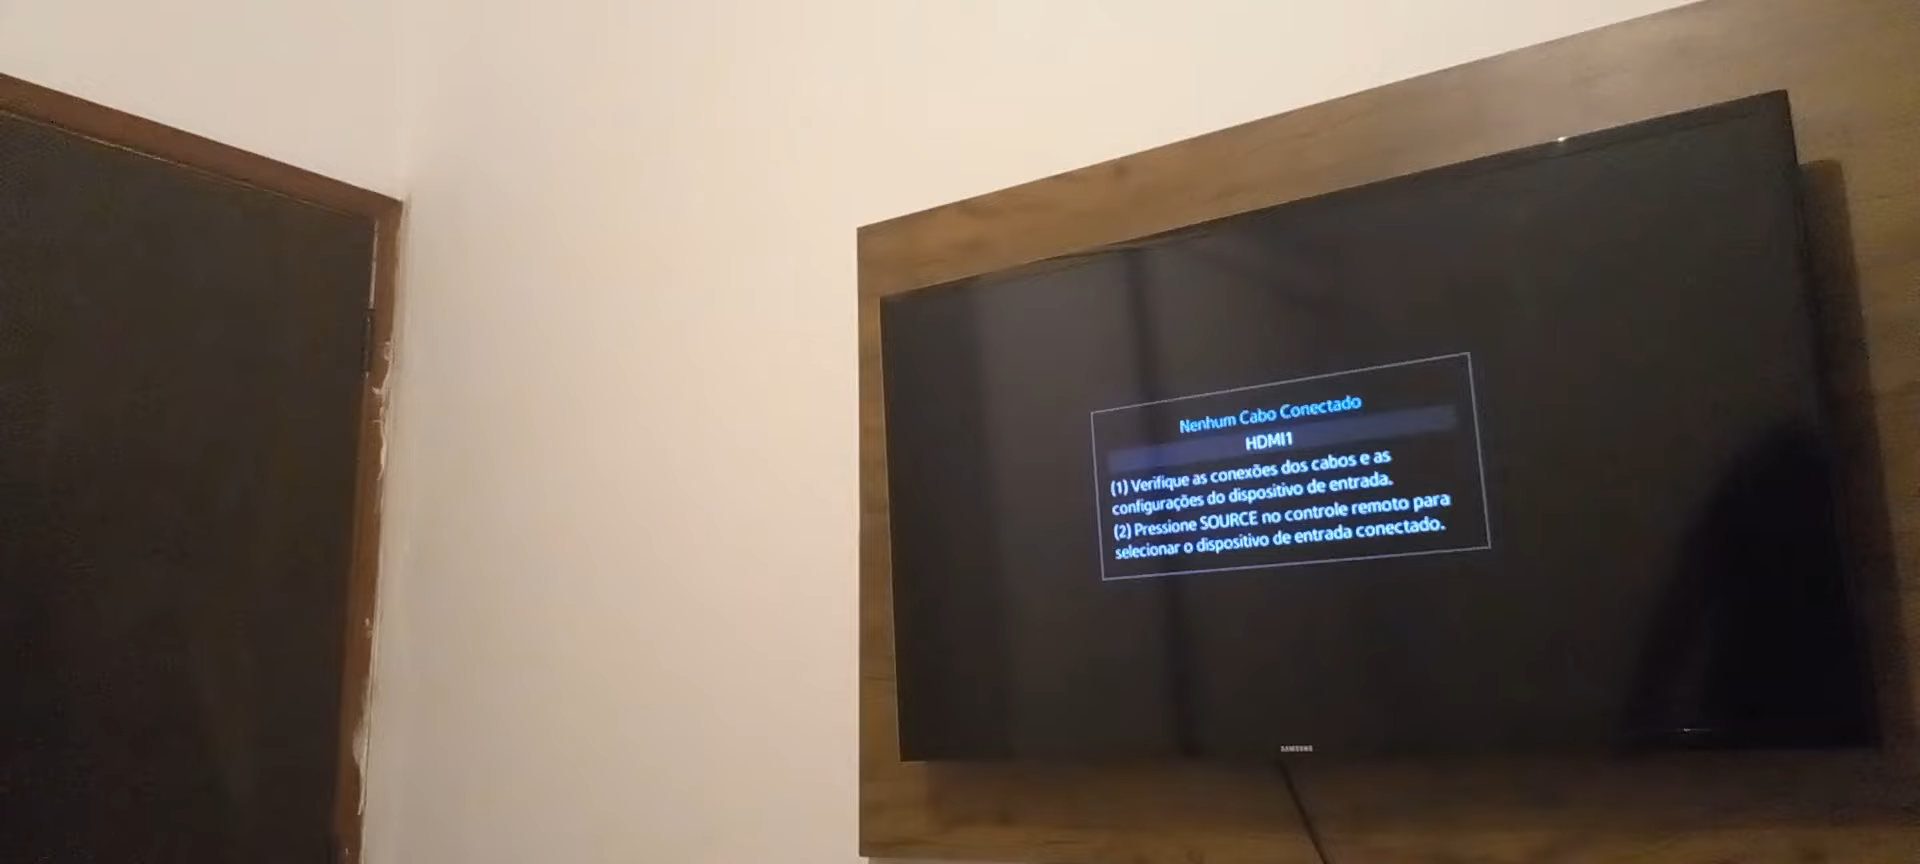 Nenhum Cabo Conectado
HDMI1
(1) Verifique as conexões dos cabos e as
configurações do dispositivo de entrada.
(2) Pressione SOURCE no controle remoto para
selecionar o dispositivo de entrada conectado.
SAMSUNG